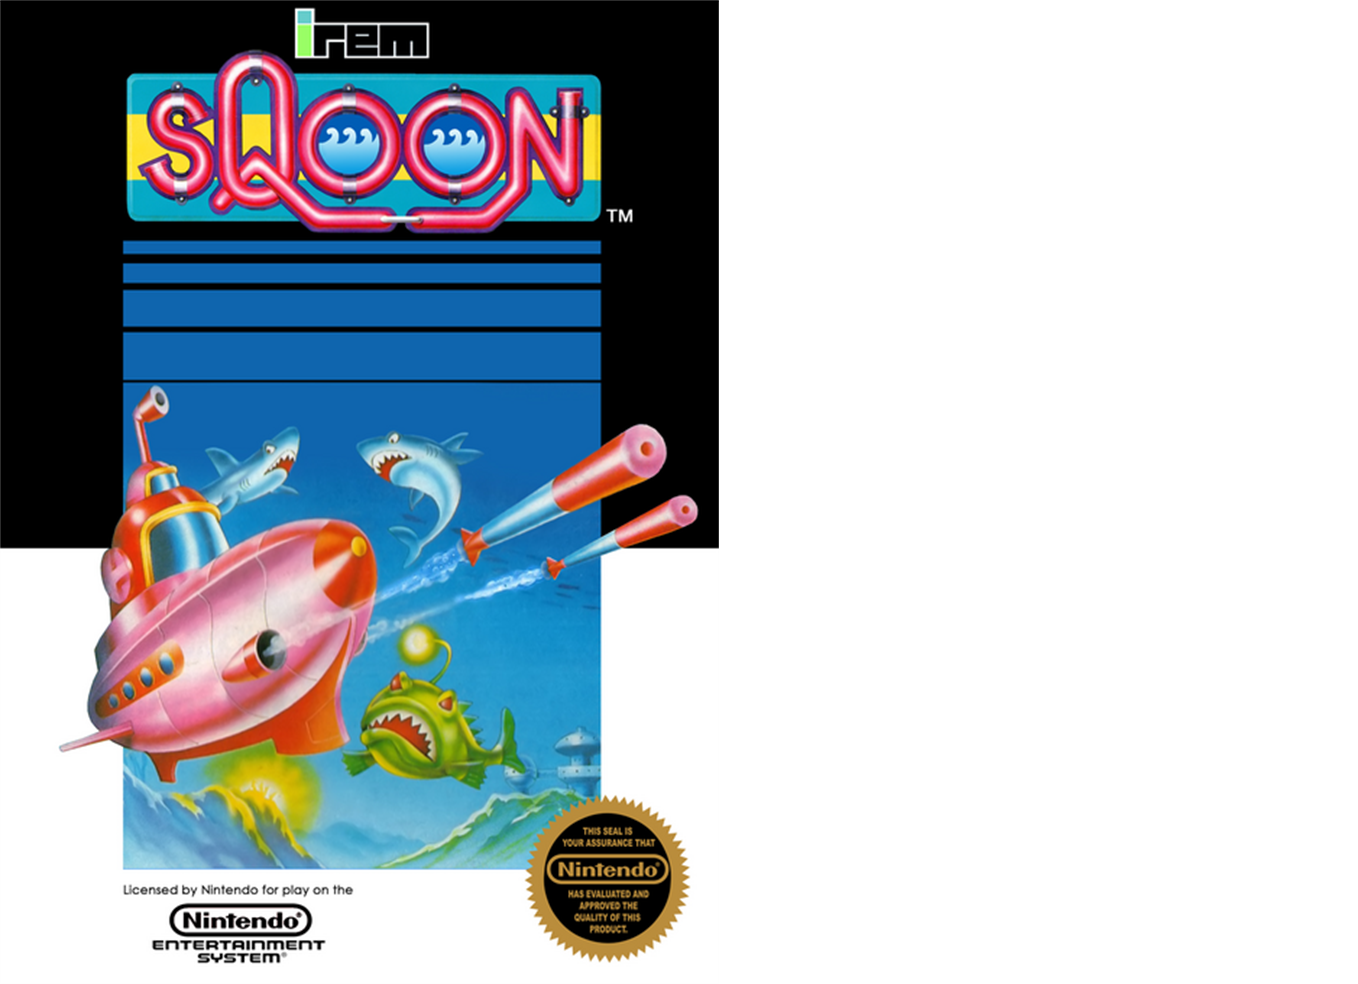 irem
SQOON
TM
Licensed by Nintendo for play on the
Nintendo®
ENTERTAINMENT
SYSTEM®
THIS SEAL IS
YOUR ASSURANCE THAT
Nintendo®
HAS EVALUATED AND
APPROVED THE
QUALITY OF THIS
PRODUCT.